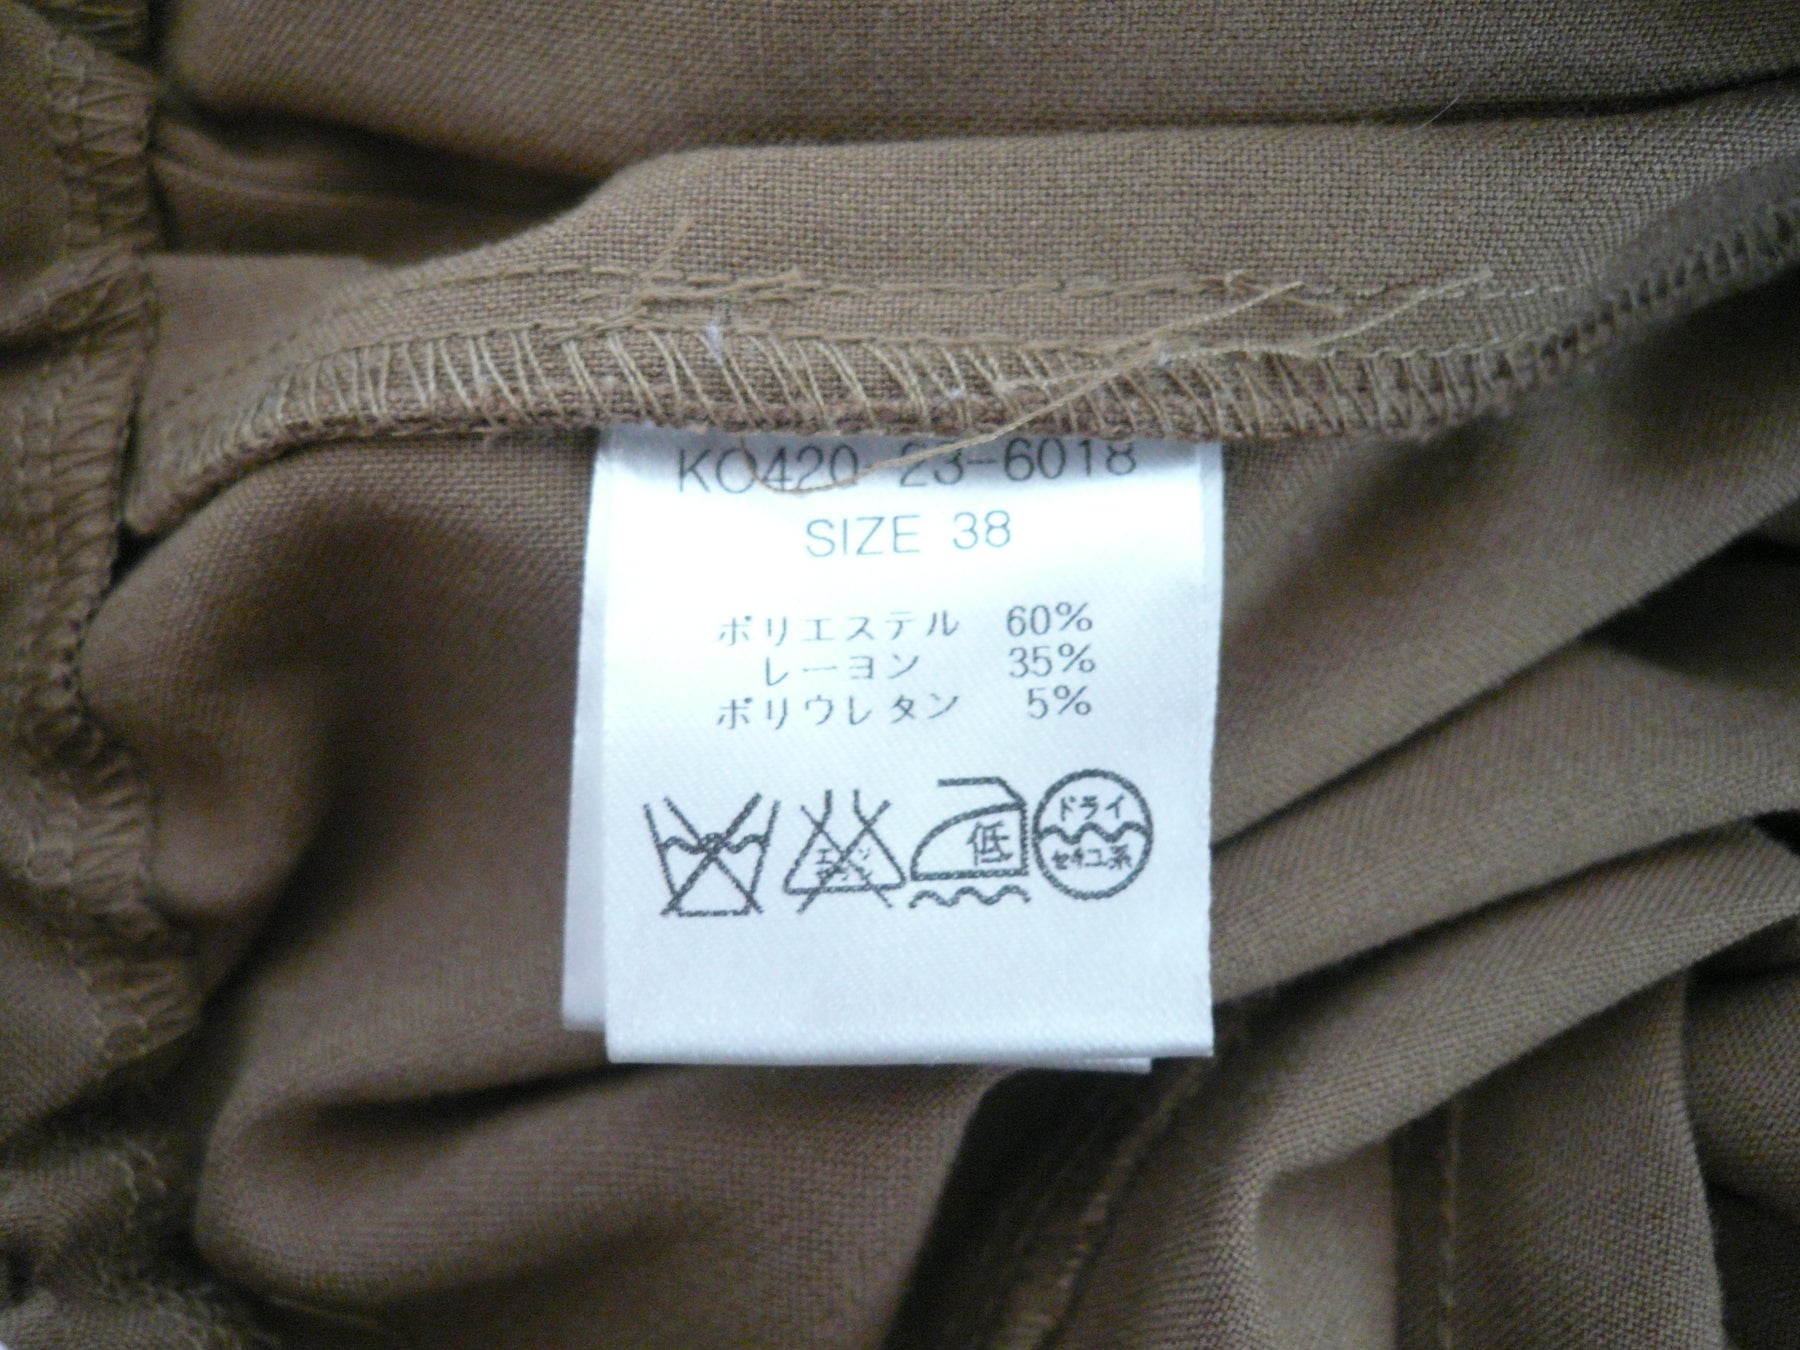 KO420-23-6018
SIZE 38
ポリエステル 60%
レーヨン 35%
ポリウレタン 5%
低
ドライ
セキユ系